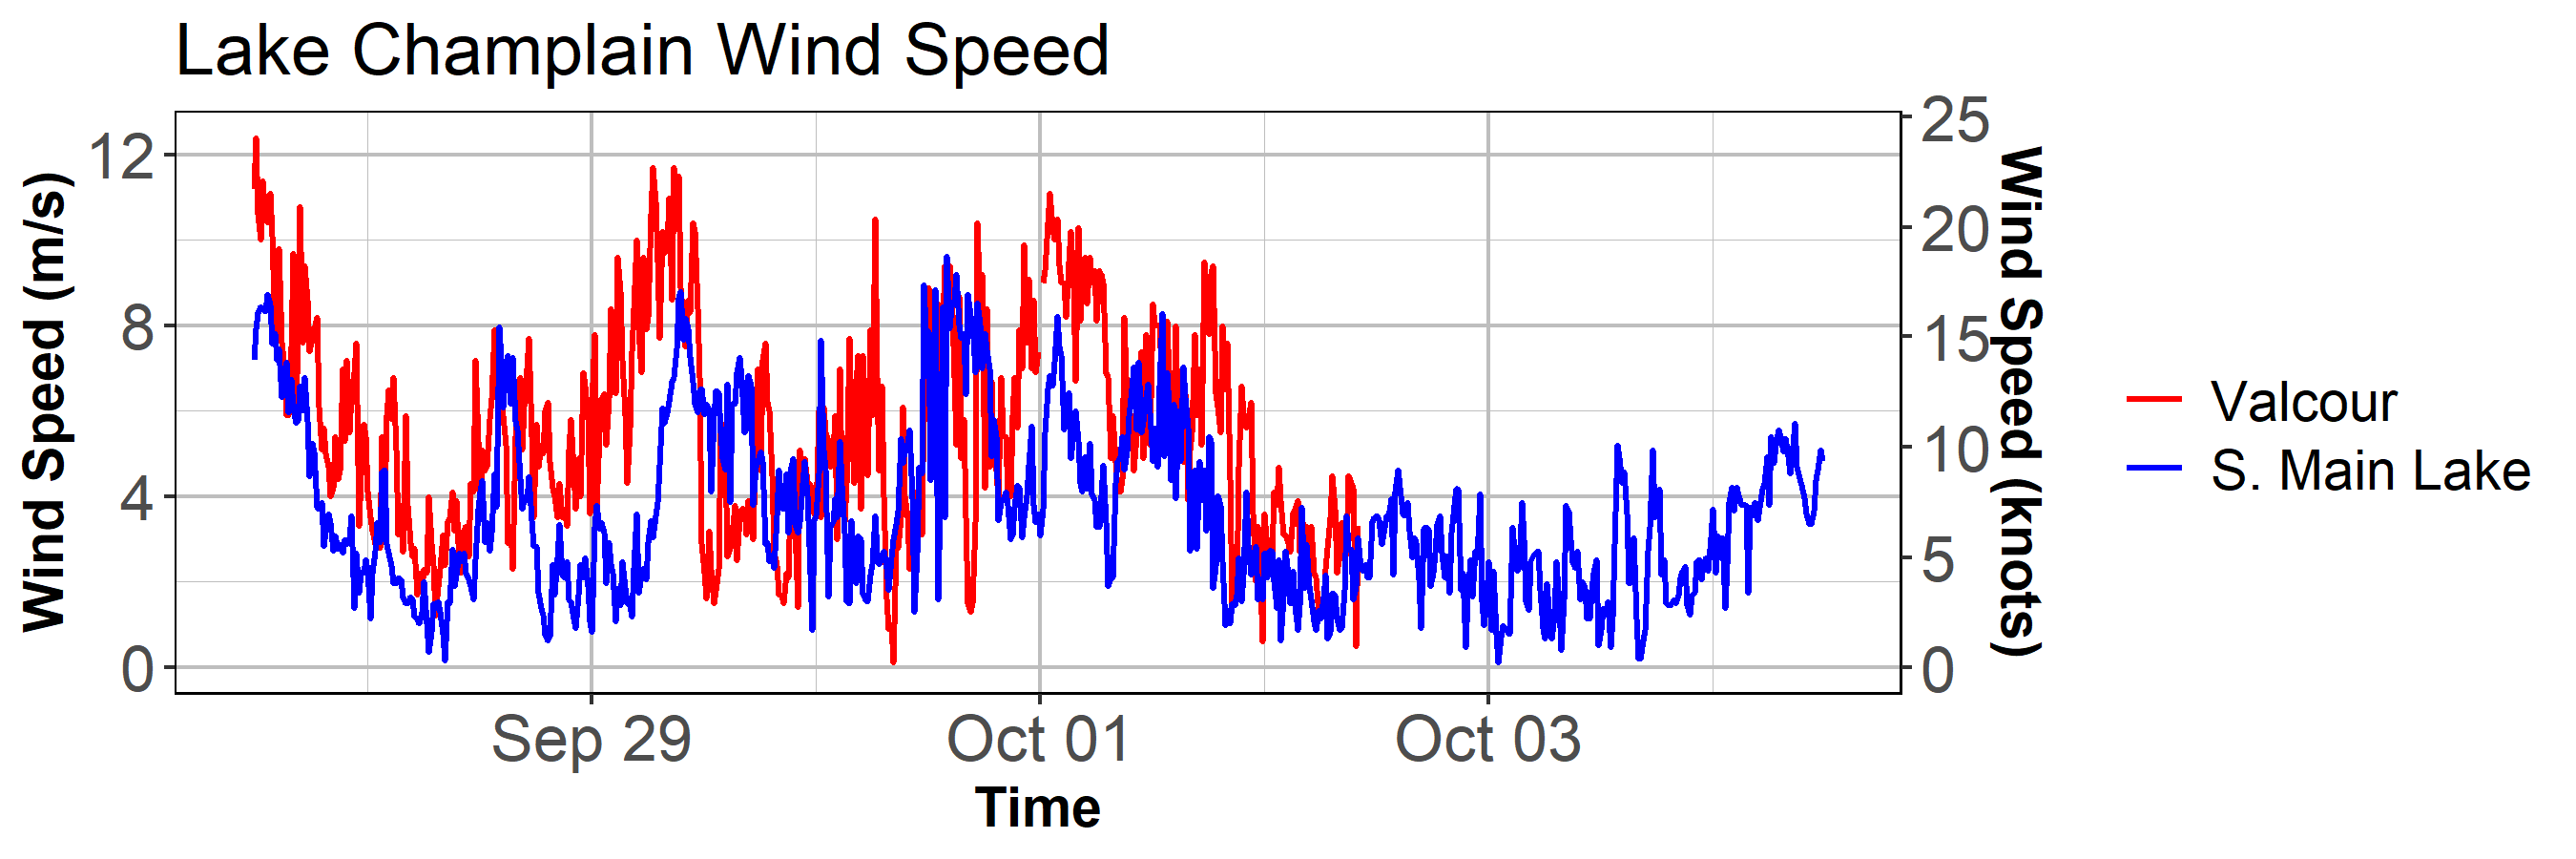 Lake Champlain Wind Speed
Wind Speed (m/s)
12
8
4
0
25
20
15
10
5
0
Wind Speed (knots)
Sep 29
Oct 01
Oct 03
Time
Valcour
S. Main Lake